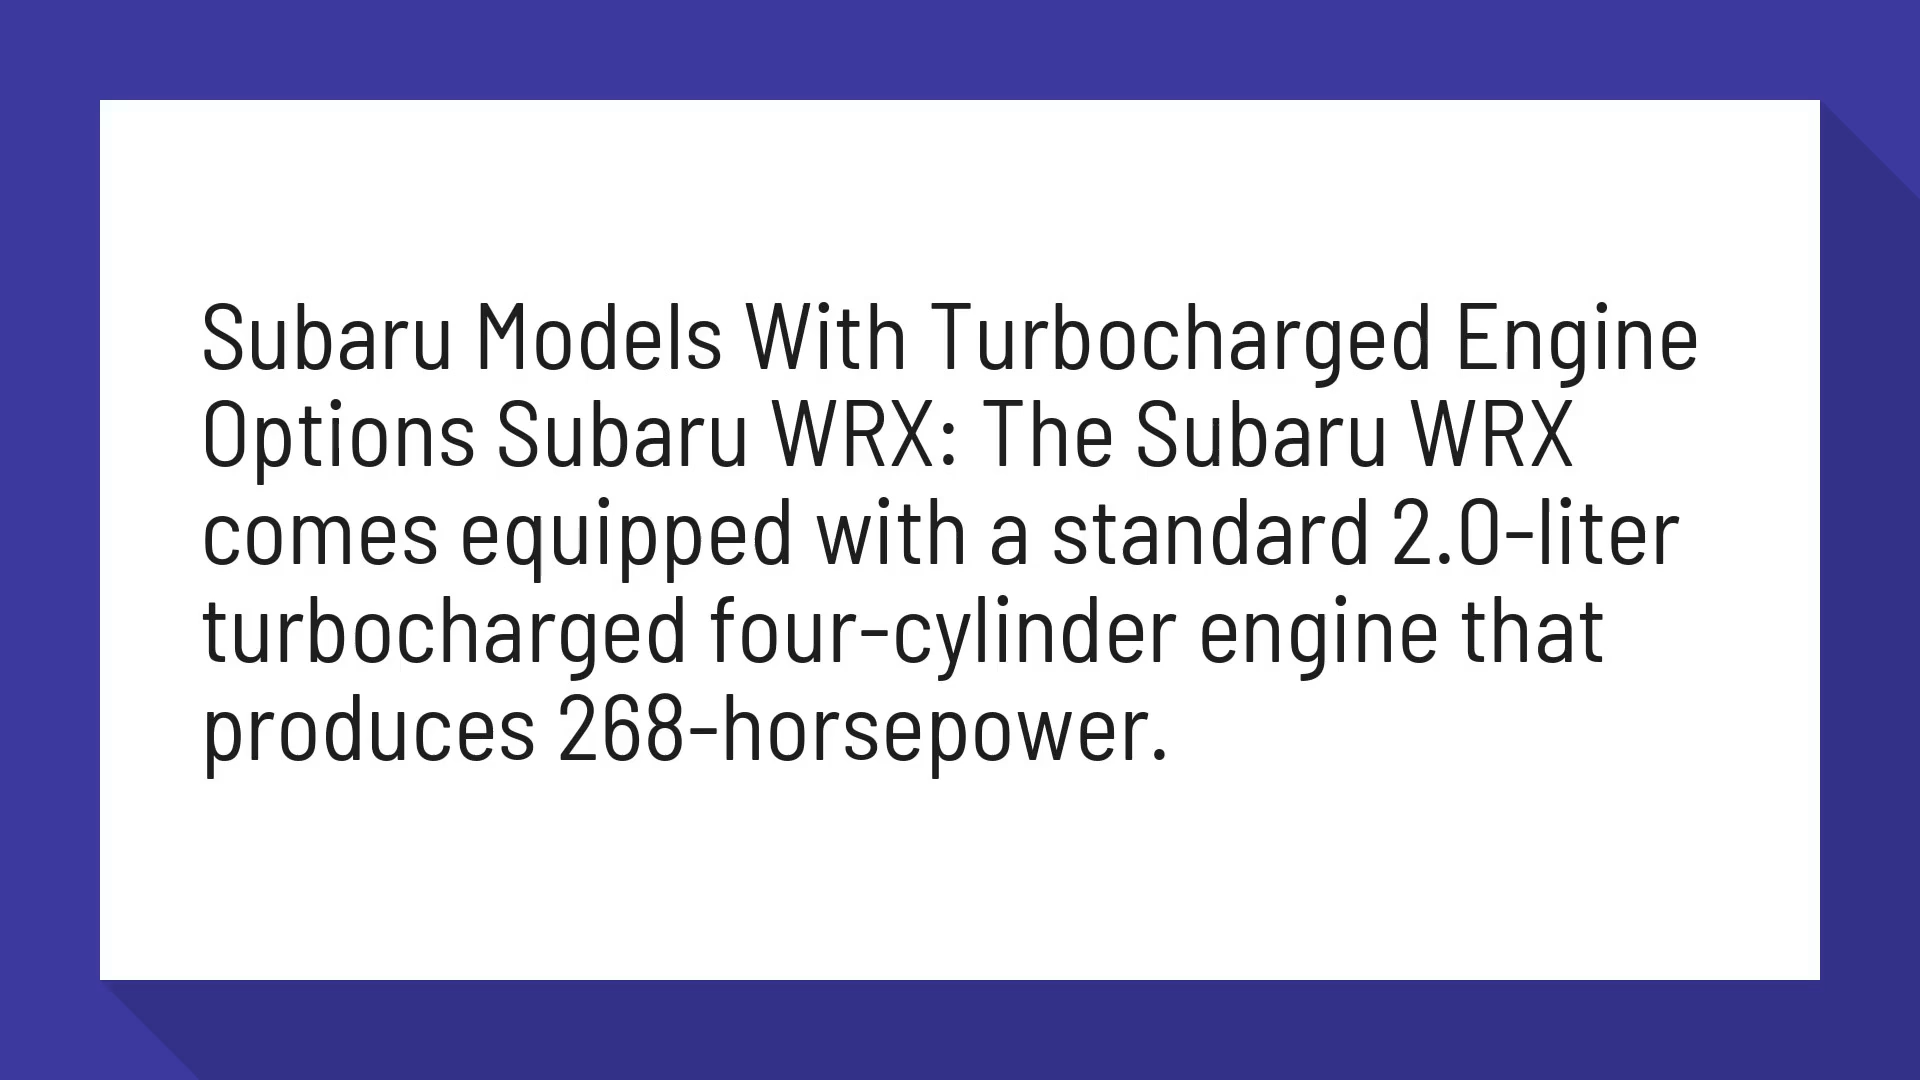 Subaru Models With Turbocharged Engine
Options Subaru WRX: The Subaru WRX
comes equipped with a standard 2.0-liter
turbocharged four-cylinder engine that
produces 268-horsepower.